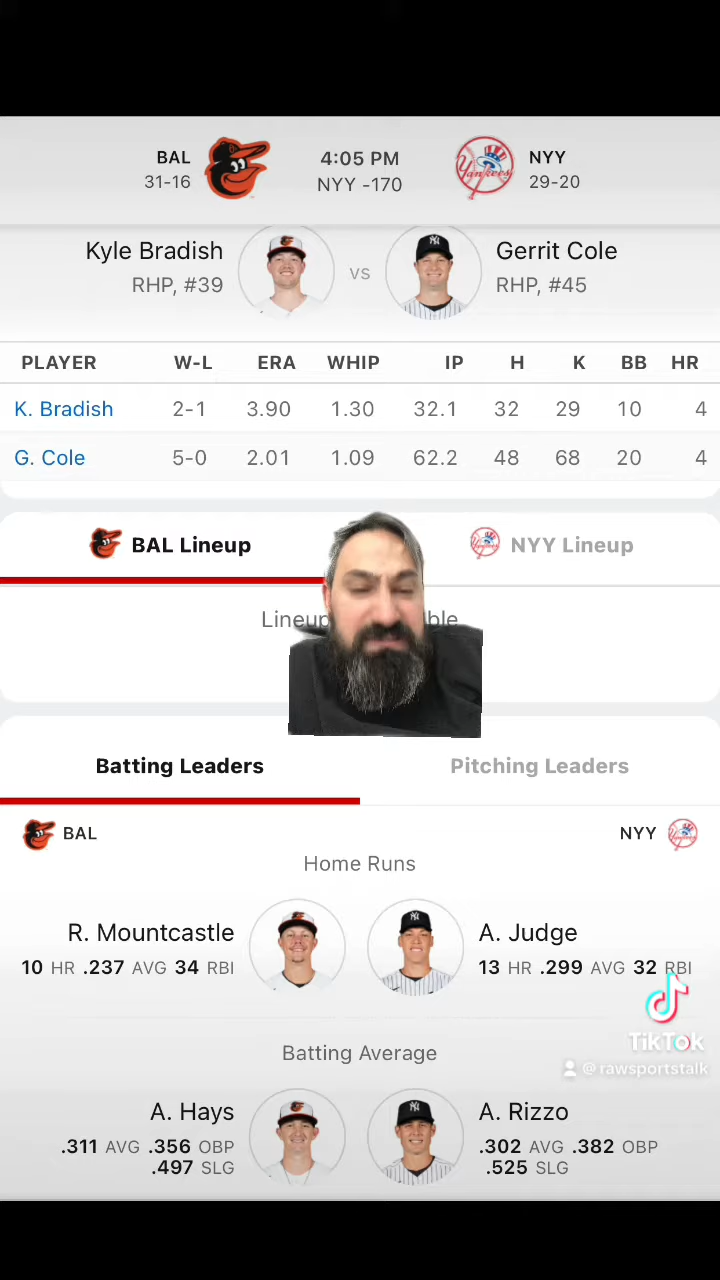 BAL
31-16
4:05 PM
NYY -170
NYY
29-20
Kyle Bradish
RHP, #39
vs
Gerrit Cole
RHP, #45
PLAYER W-L ERA WHIP IP H K BB HR
K. Bradish 2-1 3.90 1.30 32.1 32 29 10 4
G. Cole 5-0 2.01 1.09 62.2 48 68 20 4
BAL Lineup
NYY Lineup
Lineup ble
Batting Leaders
Pitching Leaders
BAL
NYY
Home Runs
R. Mountcastle
10 HR .237 AVG 34 RBI
A. Judge
13 HR .299 AVG 32 RBI
TikTok
@rawsportstalk
Batting Average
A. Hays
.311 AVG .356 OBP
.497 SLG
A. Rizzo
.302 AVG .382 OBP
.525 SLG